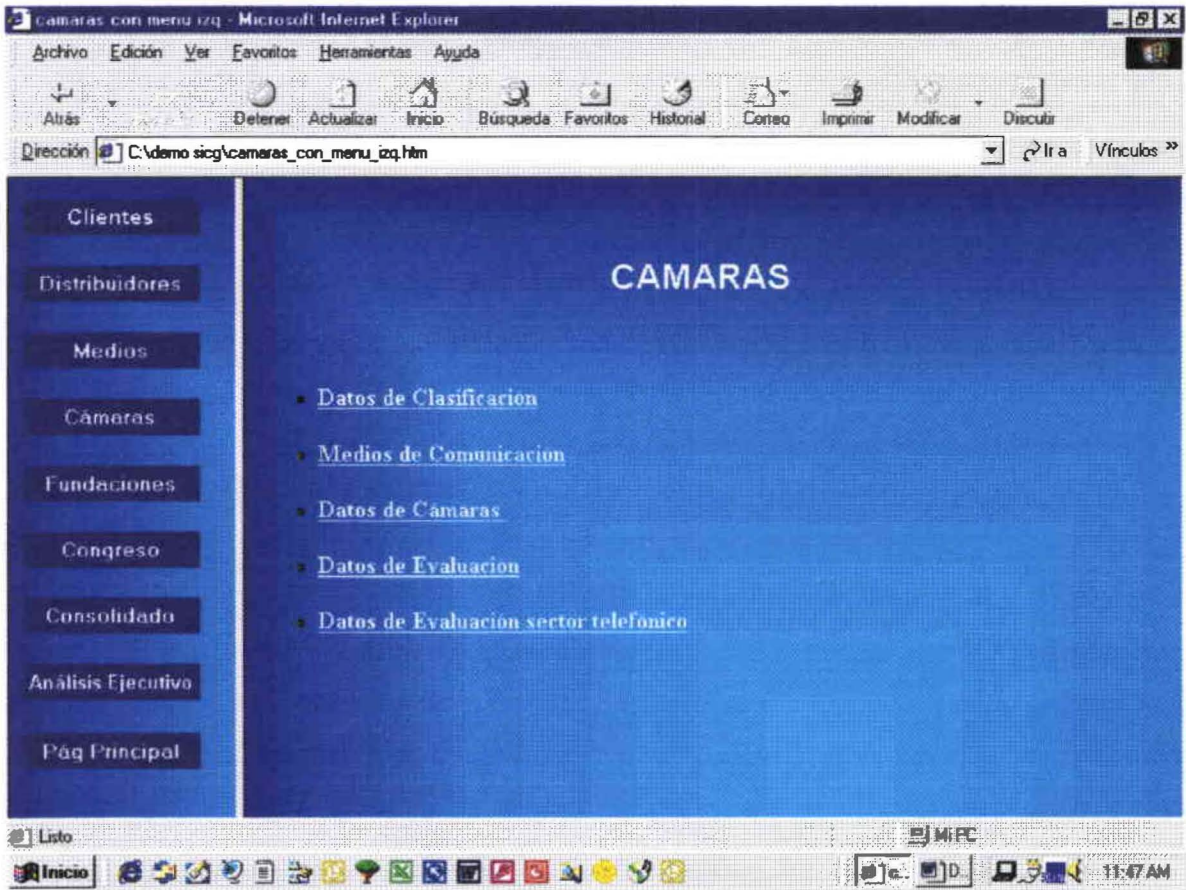 camaras con menu izq - Microsoft Internet Explorer
Archivo Edición Ver Favoritos Herramientas Ayuda
Atrás Detener Actualizar Inicio Búsqueda Favoritos Historial Correo Imprimir Modificar Discutir
Dirección C:\demo sicg\camaras_con_menu_izq.htm Ir a Vínculos »
Clientes
Distribuidores
Medios
Cámaras
Fundaciones
Congreso
Consolidado
Análisis Ejecutivo
Pág Principal
CAMARAS
Datos de Clasificacion
Medios de Comunicacion
Datos de Cámaras
Datos de Evaluacion
Datos de Evaluación sector telefónico
Listo Mi PC
Inicio c.. D.. 11:47 AM